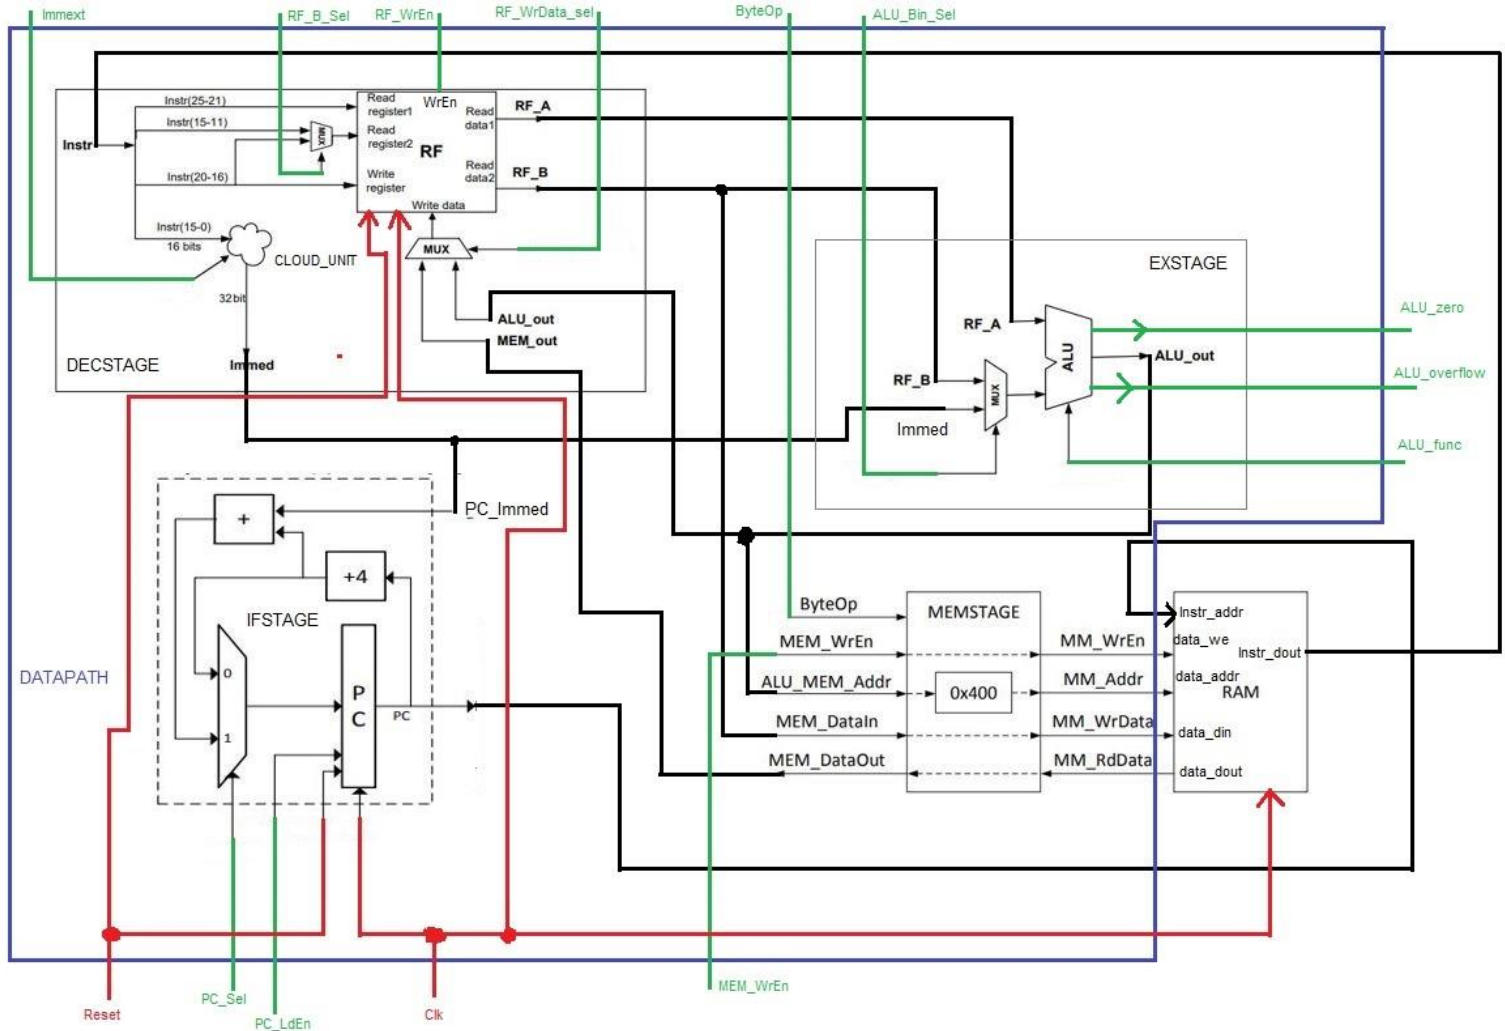 Immext
RF_B_Sel
RF_WrEn
RF_WrData_sel
ByteOp
ALU_Bin_Sel
Instr(25-21)
Instr(15-11)
Instr
Instr(20-16)
Instr(15-0)
16 bits
CLOUD_UNIT
32bit
Immed
DECSTAGE
MUX
Read
register1
WrEn
Read
register2
RF
Write
register
Read
data1
Read
data2
Write data
MUX
RF_A
RF_B
ALU_out
MEM_out
EXSTAGE
RF_A
RF_B
Immed
MUX
ALU
ALU_out
ALU_zero
ALU_overflow
ALU_func
PC_Immed
+
+4
IFSTAGE
0
1
P
C
PC
DATAPATH
ByteOp
MEM_WrEn
ALU_MEM_Addr
MEM_DataIn
MEM_DataOut
MEMSTAGE
0x400
MM_WrEn
MM_Addr
MM_WrData
MM_RdData
Instr_addr
data_we
Instr_dout
data_addr
RAM
data_din
data_dout
Reset
PC_Sel
PC_LdEn
Clk
MEM_WrEn